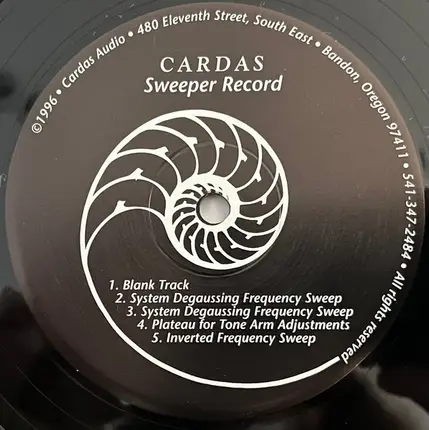 ©1996 • Cardas Audio • 480 Eleventh Street, South East • Bandon, Oregon 97411 • 541-347-2484 • All rights reserved
CARDAS
Sweeper Record
1. Blank Track
2. System Degaussing Frequency Sweep
3. System Degaussing Frequency Sweep
4. Plateau for Tone Arm Adjustments
5. Inverted Frequency Sweep